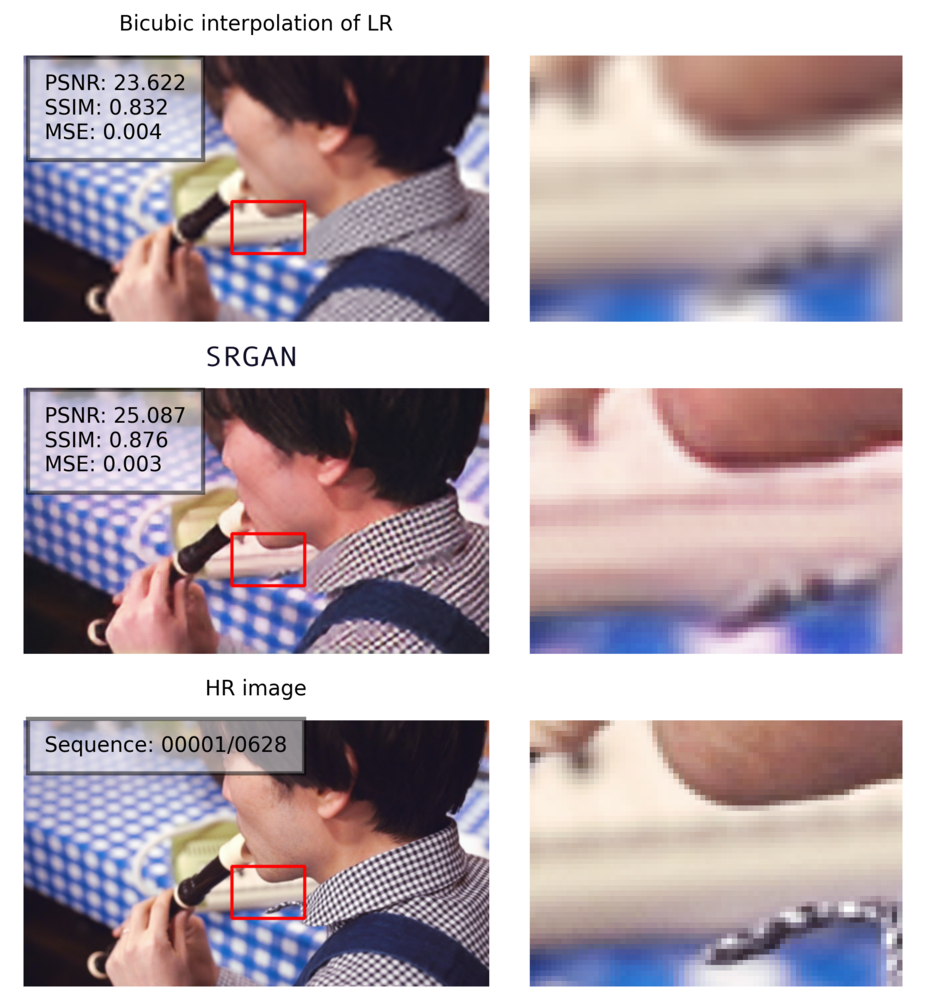 Bicubic interpolation of LR
PSNR: 23.622
SSIM: 0.832
MSE: 0.004
SRGAN
PSNR: 25.087
SSIM: 0.876
MSE: 0.003
HR image
Sequence: 00001/0628